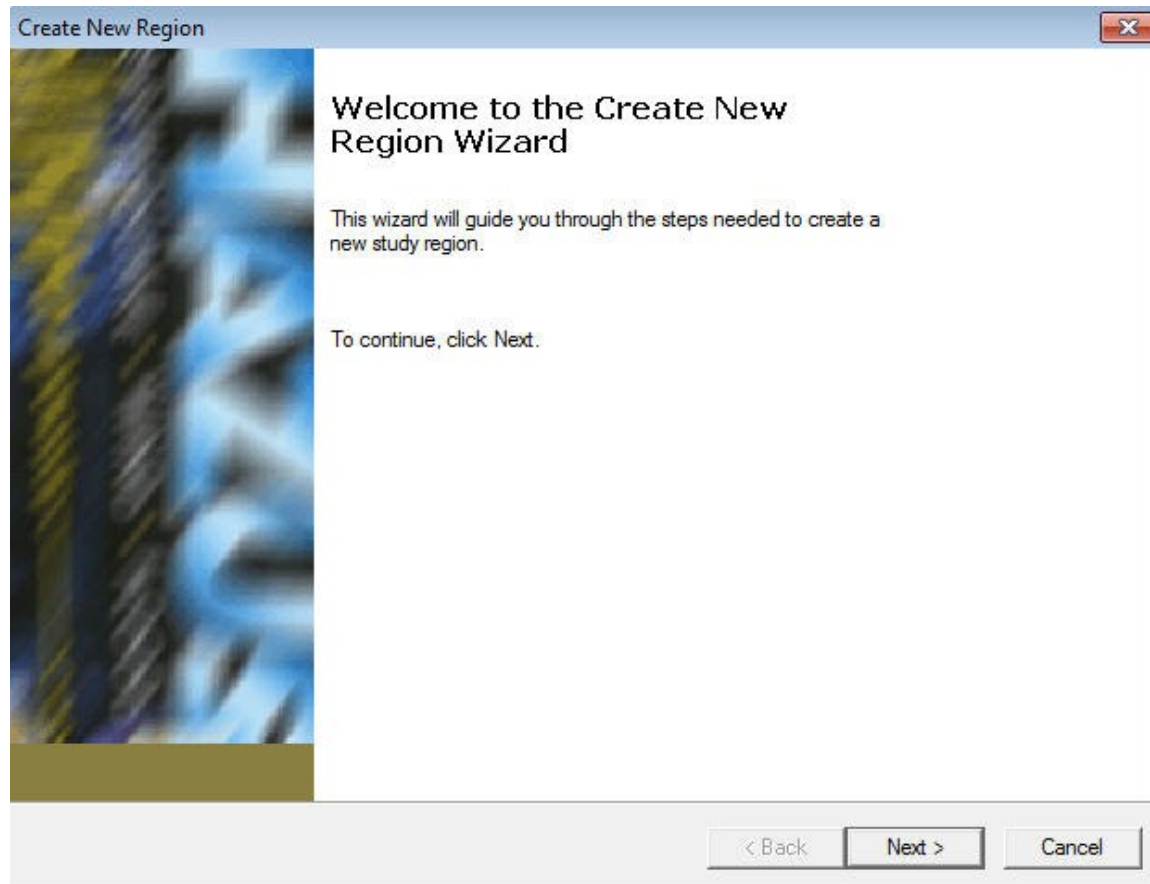 Create New Region
Welcome to the Create New
Region Wizard
This wizard will guide you through the steps needed to create a
new study region.
To continue, click Next.
< Back
Next >
Cancel